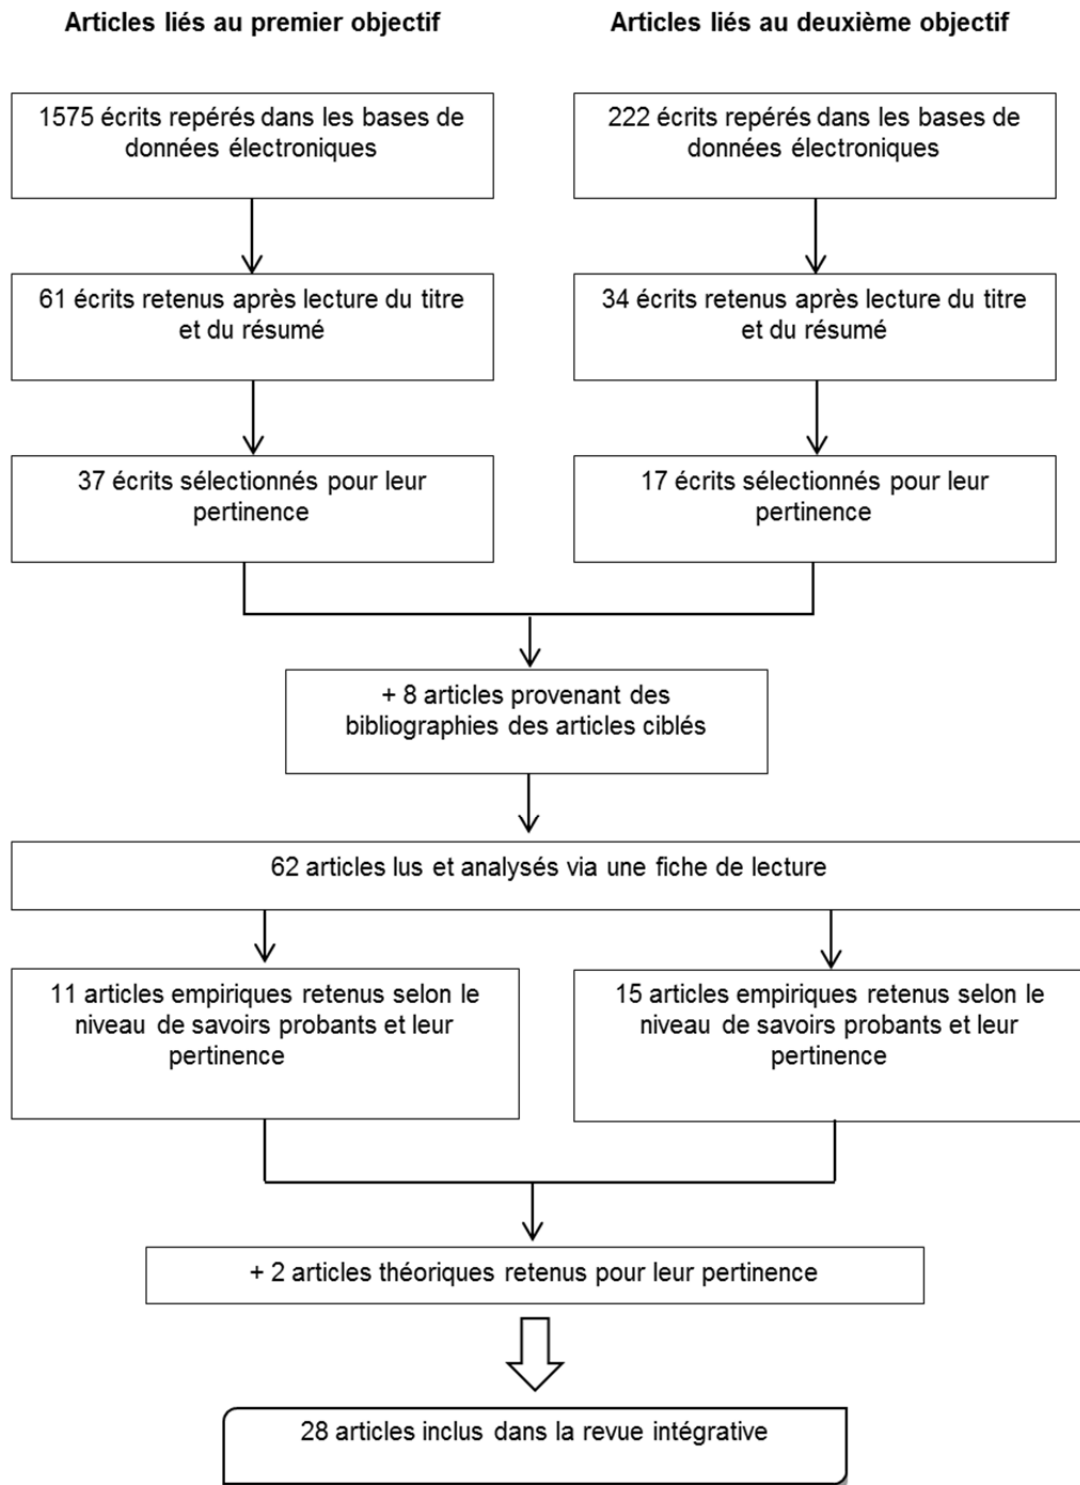 Articles liés au premier objectif
Articles liés au deuxième objectif
1575 écrits repérés dans les bases de
données électroniques
222 écrits repérés dans les bases de
données électroniques
61 écrits retenus après lecture du titre
et du résumé
34 écrits retenus après lecture du titre
et du résumé
37 écrits sélectionnés pour leur
pertinence
17 écrits sélectionnés pour leur
pertinence
+ 8 articles provenant des
bibliographies des articles ciblés
62 articles lus et analysés via une fiche de lecture
11 articles empiriques retenus selon le
niveau de savoirs probants et leur
pertinence
15 articles empiriques retenus selon le
niveau de savoirs probants et leur
pertinence
+ 2 articles théoriques retenus pour leur pertinence
28 articles inclus dans la revue intégrative